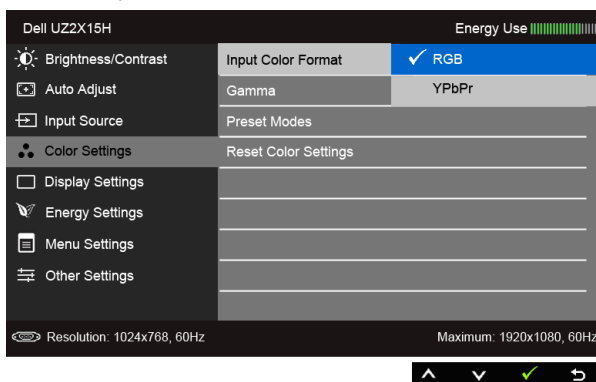 Dell UZ2X15H Energy Use
Brightness/Contrast Input Color Format RGB
Auto Adjust Gamma YPbPr
Input Source Preset Modes
Color Settings Reset Color Settings
Display Settings
Energy Settings
Menu Settings
Other Settings
Resolution: 1024x768, 60Hz Maximum: 1920x1080, 60Hz